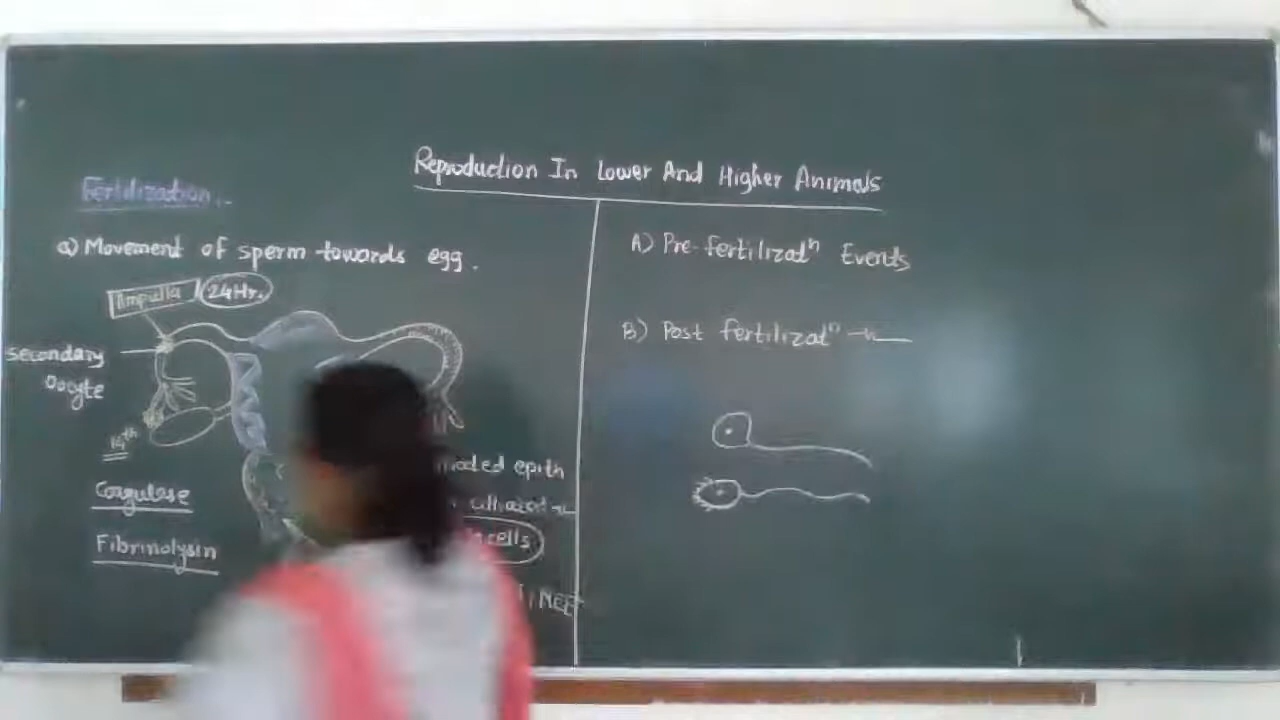 Reproduction In Lower And Higher Animals
Fertilization.
a) Movement of sperm towards egg.
Ampulla 24Hr.
Secondary
Oocyte
14th
Coagulase
Fibrinolysin
epith
cells
A) Pre-fertilizatⁿ Events
B) Post fertilizatⁿ —〃—